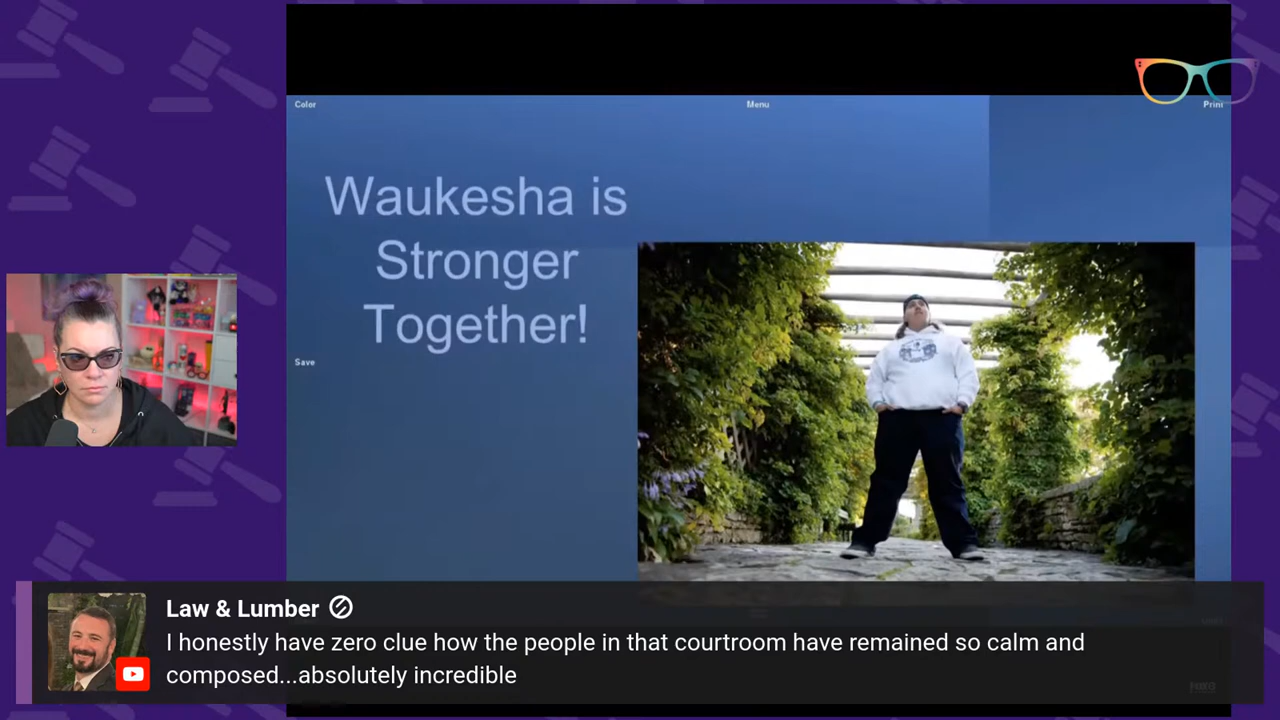 Color
Menu
Print
Waukesha is
Stronger
Together!
Save
Law & Lumber
I honestly have zero clue how the people in that courtroom have remained so calm and
composed...absolutely incredible